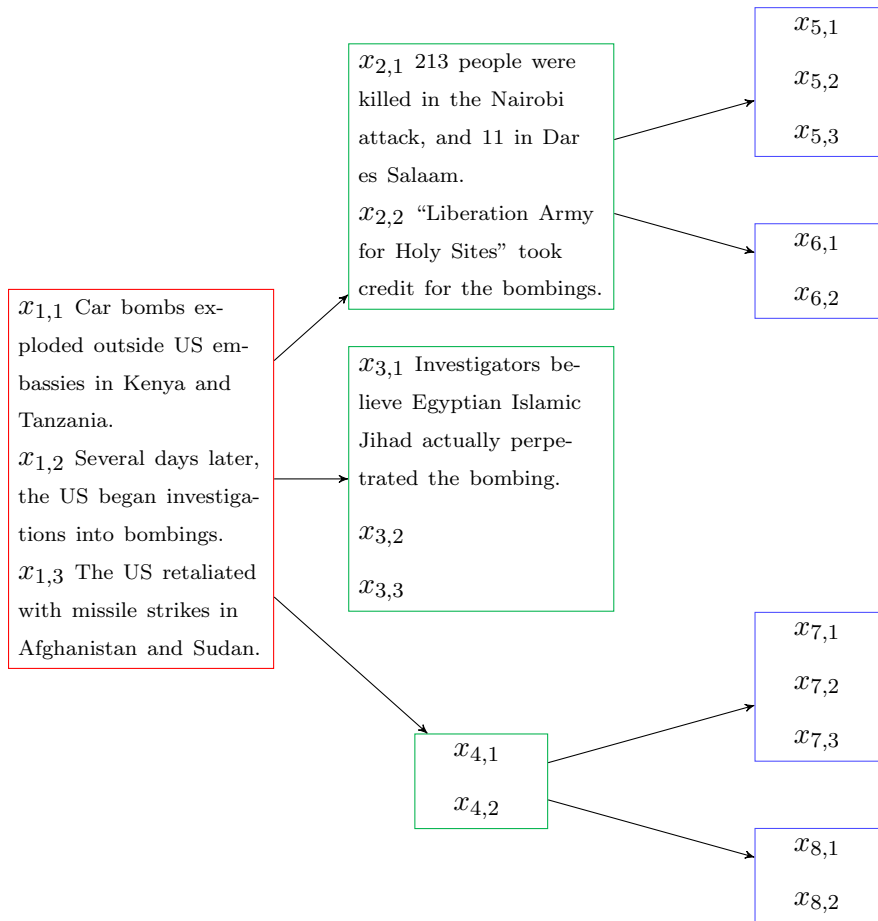 x1,1 Car bombs ex-
ploded outside US em-
bassies in Kenya and
Tanzania.
x1,2 Several days later,
the US began investiga-
tions into bombings.
x1,3 The US retaliated
with missile strikes in
Afghanistan and Sudan.
x2,1 213 people were
killed in the Nairobi
attack, and 11 in Dar
es Salaam.
x2,2 “Liberation Army
for Holy Sites” took
credit for the bombings.
x3,1 Investigators be-
lieve Egyptian Islamic
Jihad actually perpe-
trated the bombing.
x3,2
x3,3
x4,1
x4,2
x5,1
x5,2
x5,3
x6,1
x6,2
x7,1
x7,2
x7,3
x8,1
x8,2